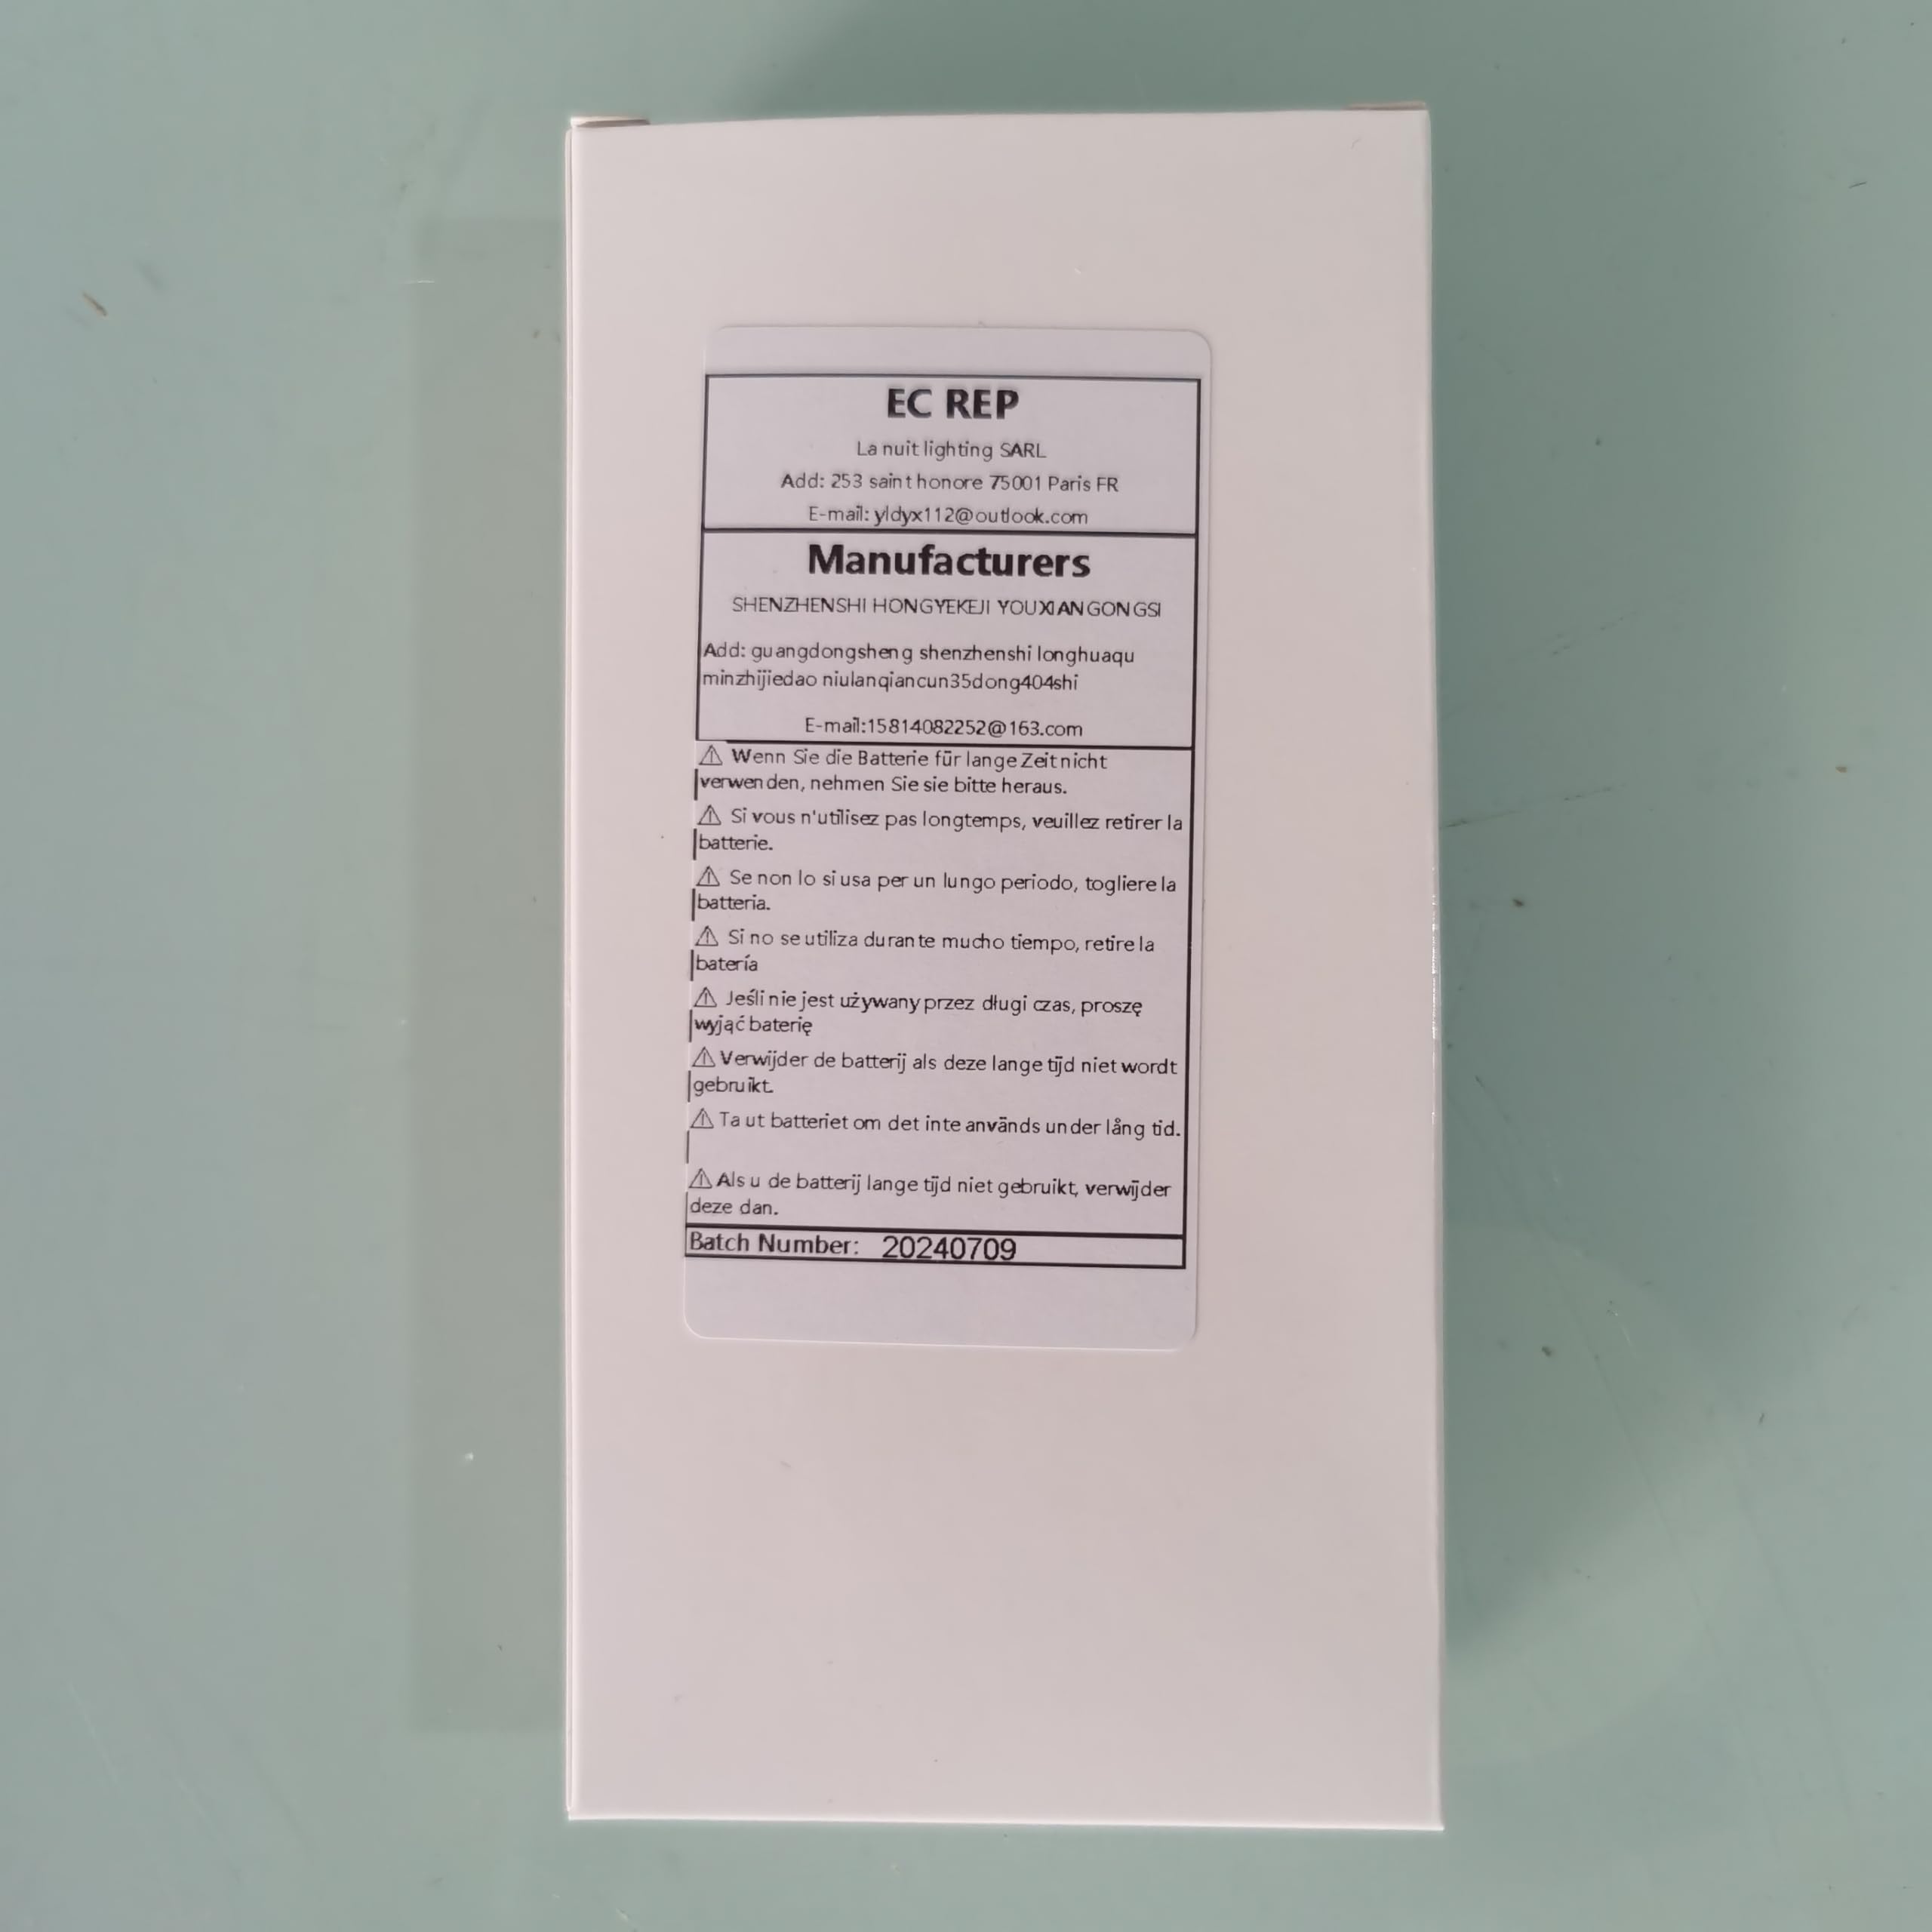 EC REP
La nuit lighting SARL
Add: 253 saint honore 75001 Paris FR
E-mail: yldyx112@outlook.com
Manufacturers
SHENZHENSHI HONGYEKEJI YOUXIANGONGSI
Add: guangdongsheng shenzhenshi longhuaqu
minzhijiedao niulanqiancun35dong404shi
E-mail:15814082252@163.com
⚠ Wenn Sie die Batterie für lange Zeit nicht
verwenden, nehmen Sie sie bitte heraus.
⚠ Si vous n'utilisez pas longtemps, veuillez retirer la
batterie.
⚠ Se non lo si usa per un lungo periodo, togliere la
batteria.
⚠ Si no se utiliza durante mucho tiempo, retire la
batería
⚠ Jeśli nie jest używany przez długi czas, proszę
wyjąć baterię
⚠ Verwijder de batterij als deze lange tijd niet wordt
gebruikt.
⚠ Ta ut batteriet om det inte används under lång tid.
⚠ Als u de batterij lange tijd niet gebruikt, verwijder
deze dan.
Batch Number: 20240709